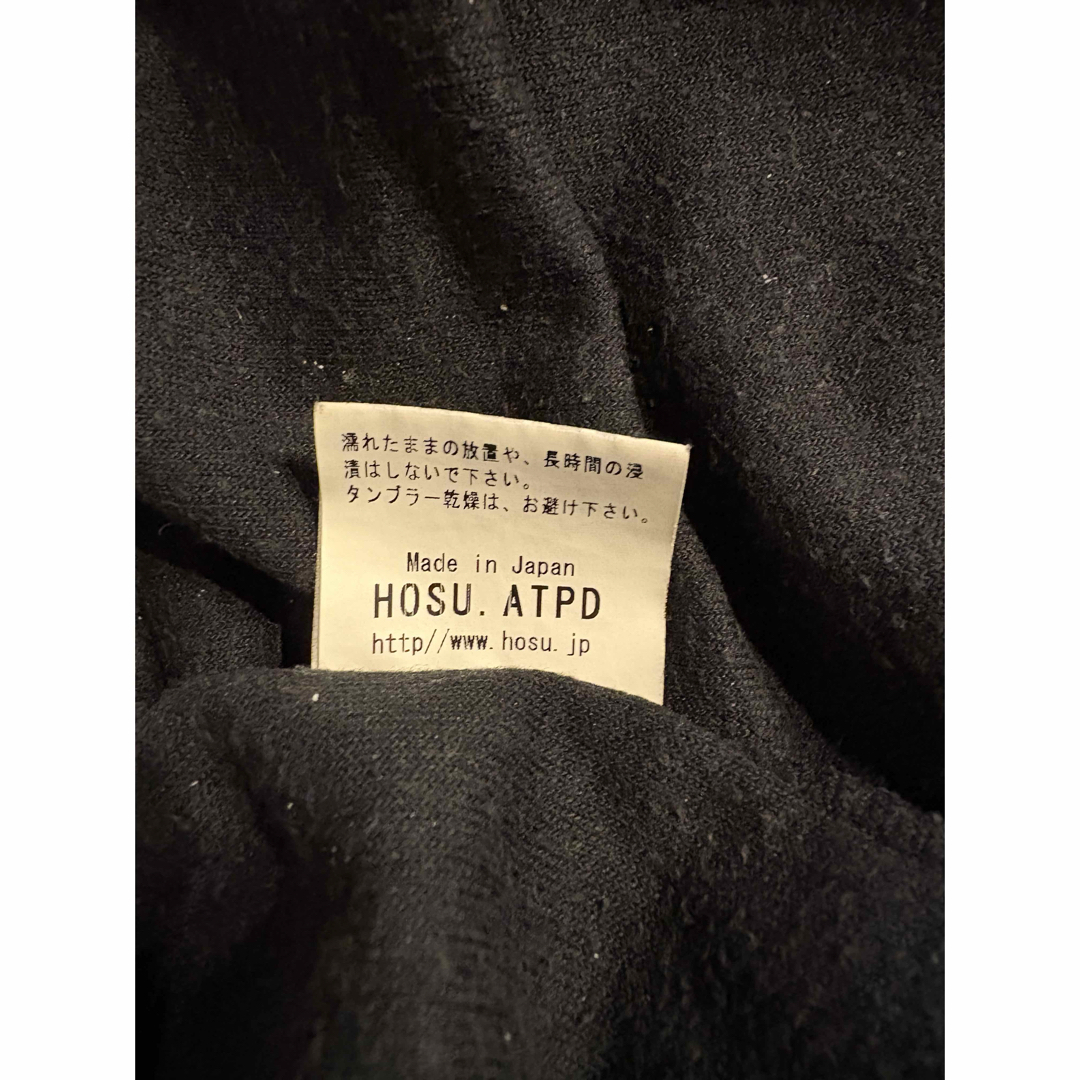 濡れたままの放置や、長時間の浸
漬はしないで下さい。
タンブラー乾燥は、お避け下さい。
Made in Japan
HOSU. ATPD
http//www.hosu.jp